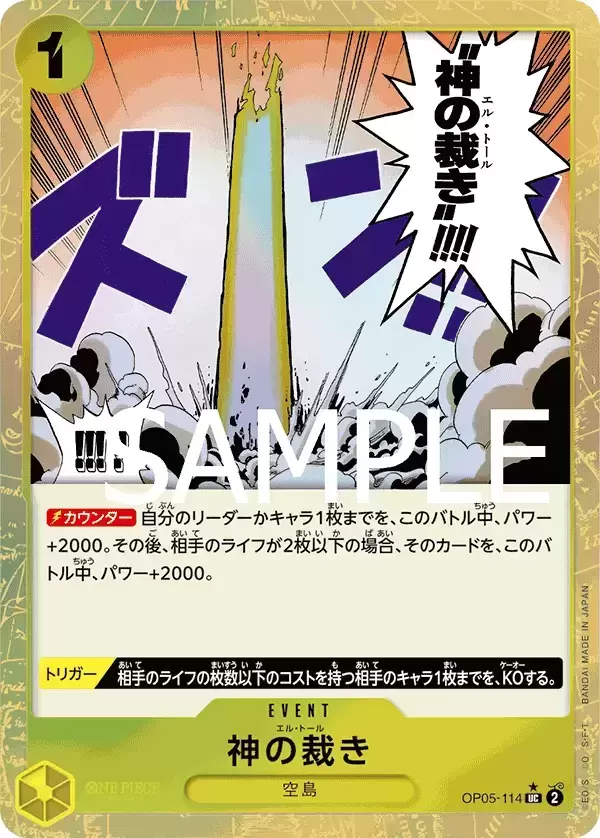 1
"神の裁き"!!!!
エル・トール
ズン
!!!!
SAMPLE
カウンター 自分のリーダーかキャラ1枚までを、このバトル中、パワー
+2000。その後、相手のライフが2枚以下の場合、そのカードを、このバ
トル中、パワー+2000。
トリガー 相手のライフの枚数以下のコストを持つ相手のキャラ1枚までを、KOする。
EVENT
エル・トール
神の裁き
空島
ONE PIECE
OP05-114 UC 2
©E.O./S. ©O./S.・F・T. BANDAI MADE IN JAPAN